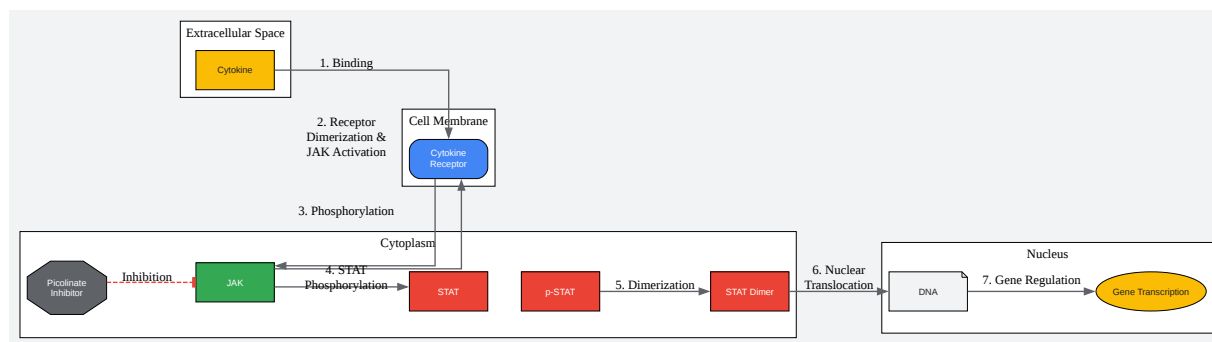 Extracellular Space
Cytokine
1. Binding
2. Receptor
Dimerization &
JAK Activation
Cell Membrane
Cytokine
Receptor
3. Phosphorylation
Cytoplasm
Picolinate
Inhibitor
Inhibition
JAK
4. STAT
Phosphorylation
STAT
p-STAT
5. Dimerization
STAT Dimer
6. Nuclear
Translocation
Nucleus
DNA
7. Gene Regulation
Gene Transcription